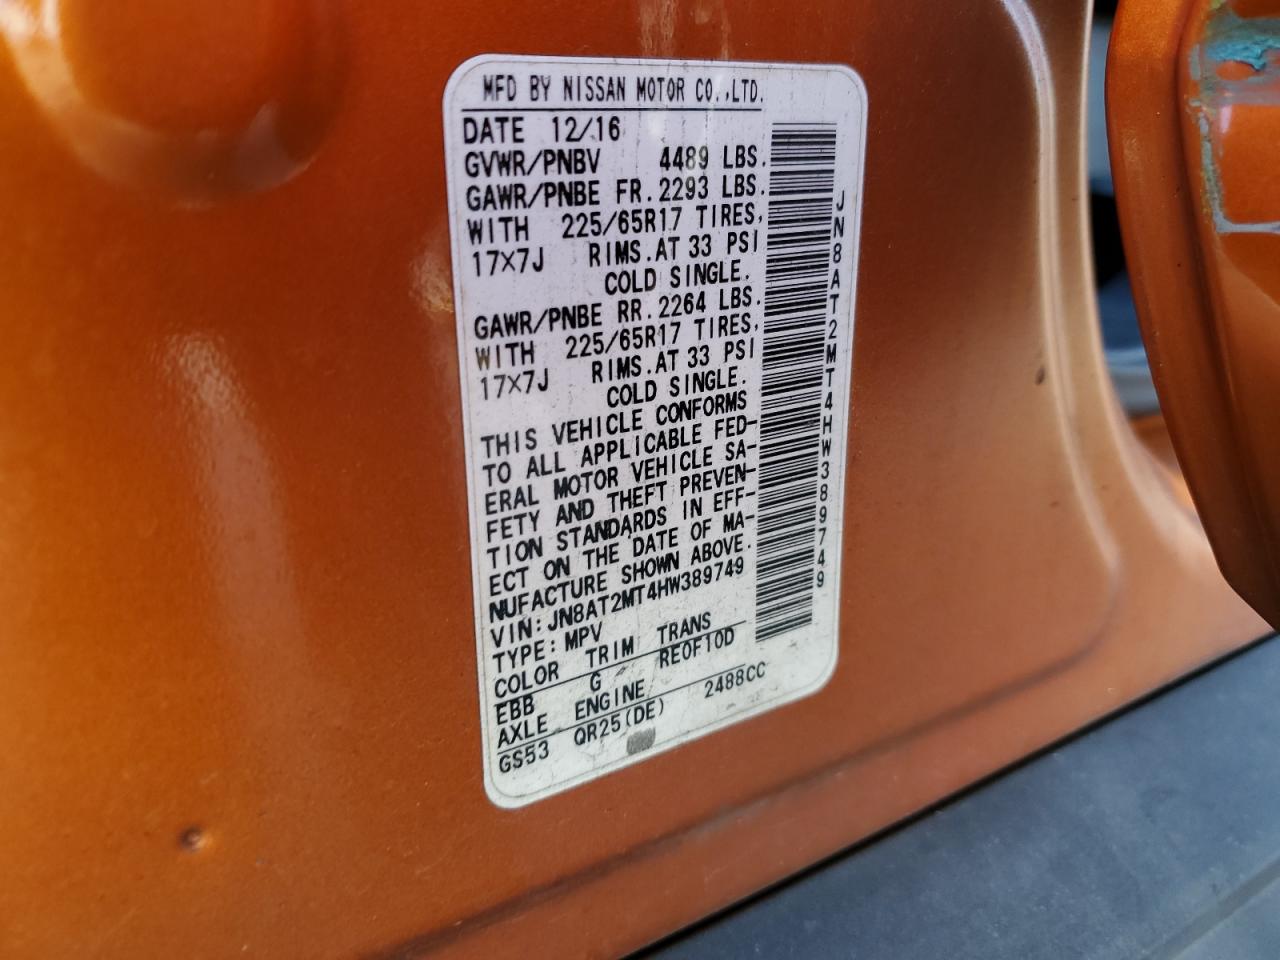 MFD BY NISSAN MOTOR CO.,LTD.
DATE 12/16
GVWR/PNBV 4489 LBS.
GAWR/PNBE FR. 2293 LBS.
WITH 225/65R17 TIRES,
17X7J RIMS. AT 33 PSI
COLD SINGLE.
GAWR/PNBE RR. 2264 LBS.
WITH 225/65R17 TIRES,
17X7J RIMS. AT 33 PSI
COLD SINGLE.
THIS VEHICLE CONFORMS
TO ALL APPLICABLE FED-
ERAL MOTOR VEHICLE SA-
FETY AND THEFT PREVEN-
TION STANDARDS IN EFF-
ECT ON THE DATE OF MA-
NUFACTURE SHOWN ABOVE.
VIN: JN8AT2MT4HW389749
TYPE: MPV
COLOR TRIM TRANS
EBB G RE0F10D
AXLE ENGINE
GS53 QR25(DE) 2488CC
JN8AT2MT4HW389749